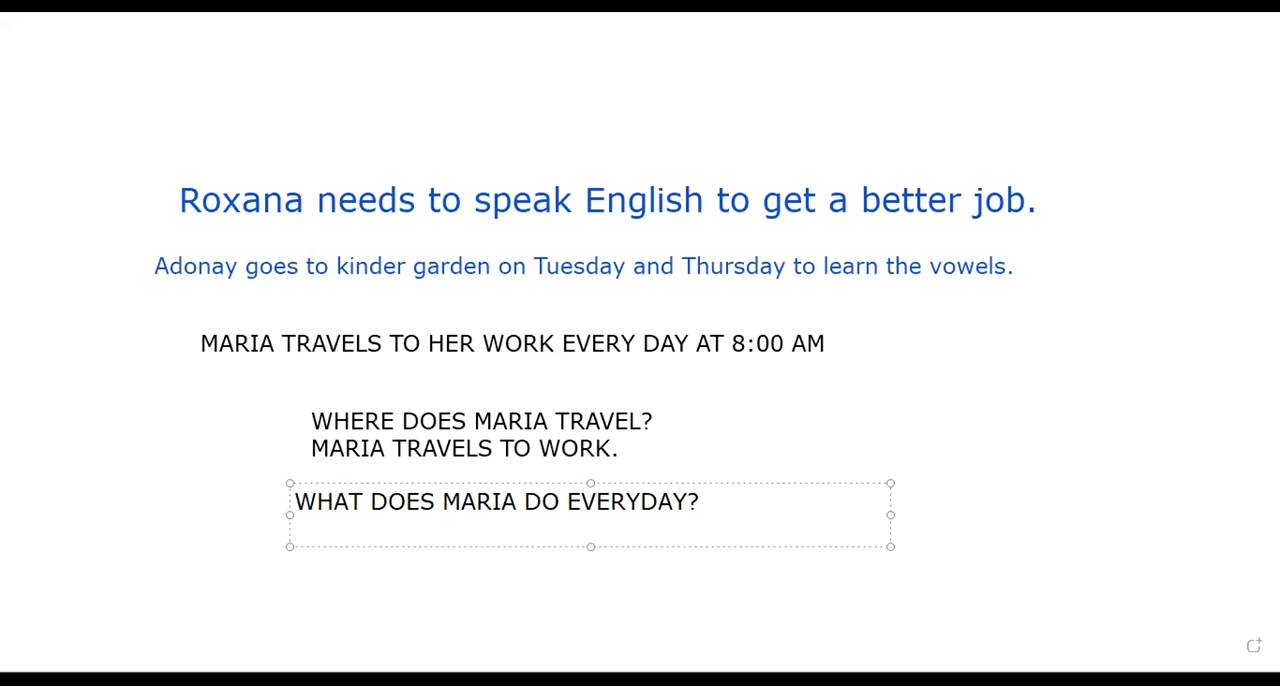 Roxana needs to speak English to get a better job.
Adonay goes to kinder garden on Tuesday and Thursday to learn the vowels.
MARIA TRAVELS TO HER WORK EVERY DAY AT 8:00 AM
WHERE DOES MARIA TRAVEL?
MARIA TRAVELS TO WORK.
WHAT DOES MARIA DO EVERYDAY?